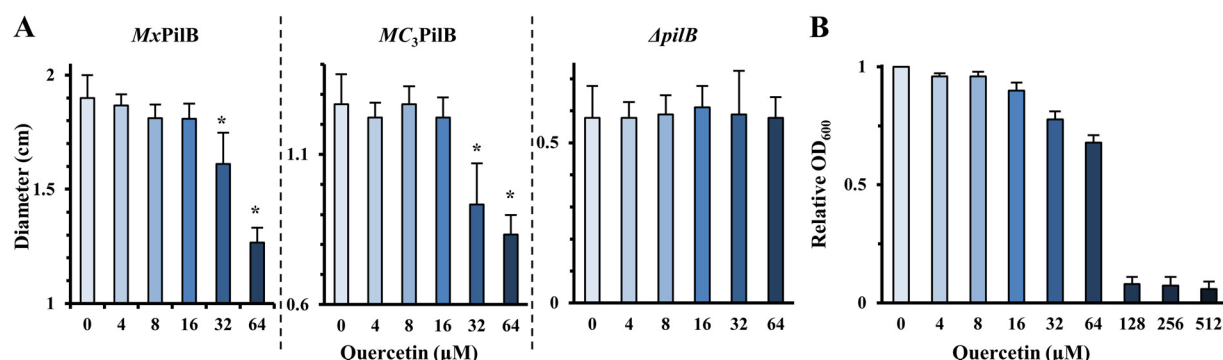 A
MxPilB
MC₃PilB
ΔpilB
B
Diameter (cm)
2
1.5
1
* *
0 4 8 16 32 64
1.1
0.6
* *
0 4 8 16 32 64
Quercetin (µM)
0.5
0
0 4 8 16 32 64
Relative OD₆₀₀
1
0.5
0
0 4 8 16 32 64 128 256 512
Quercetin (µM)